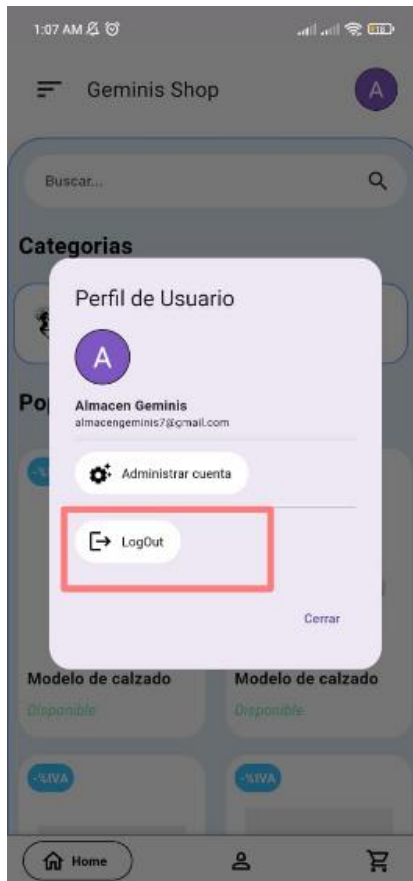 1:07 AM
Geminis Shop
A
Buscar...
Categorias
Perfil de Usuario
A
Almacen Geminis
almacengeminis7@gmail.com
Administrar cuenta
LogOut
Cerrar
Modelo de calzado
Modelo de calzado
Disponible
Disponible
-%IVA
-%IVA
Home